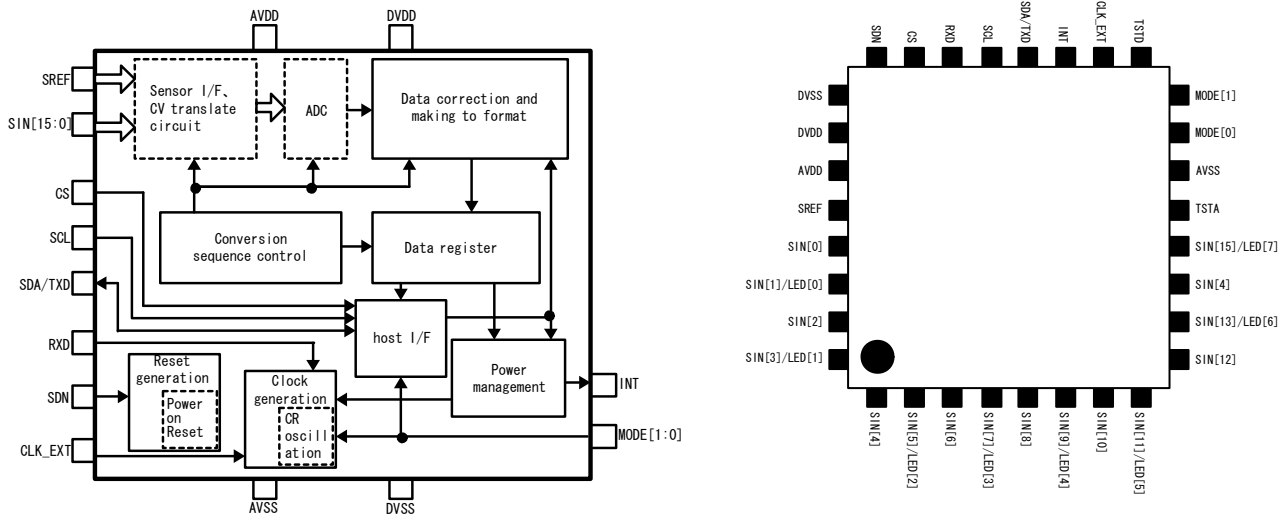 AVDD
DVDD
SREF
SIN[15:0]
CS
SCL
SDA/TXD
RXD
SDN
CLK_EXT
Sensor I/F、
CV translate
circuit
ADC
Data correction and
making to format
Conversion
sequence control
Data register
host I/F
Power
management
Reset
generation
Power
on
Reset
Clock
generation
CR
oscill
ation
INT
MODE[1:0]
AVSS
DVSS
SDN
CS
RXD
SCL
SDA/TXD
INT
CLK_EXT
TSTD
DVSS
DVDD
AVDD
SREF
SIN[0]
SIN[1]/LED[0]
SIN[2]
SIN[3]/LED[1]
MODE[1]
MODE[0]
AVSS
TSTA
SIN[15]/LED[7]
SIN[4]
SIN[13]/LED[6]
SIN[12]
SIN[4]
SIN[5]/LED[2]
SIN[6]
SIN[7]/LED[3]
SIN[8]
SIN[9]/LED[4]
SIN[10]
SIN[11]/LED[5]